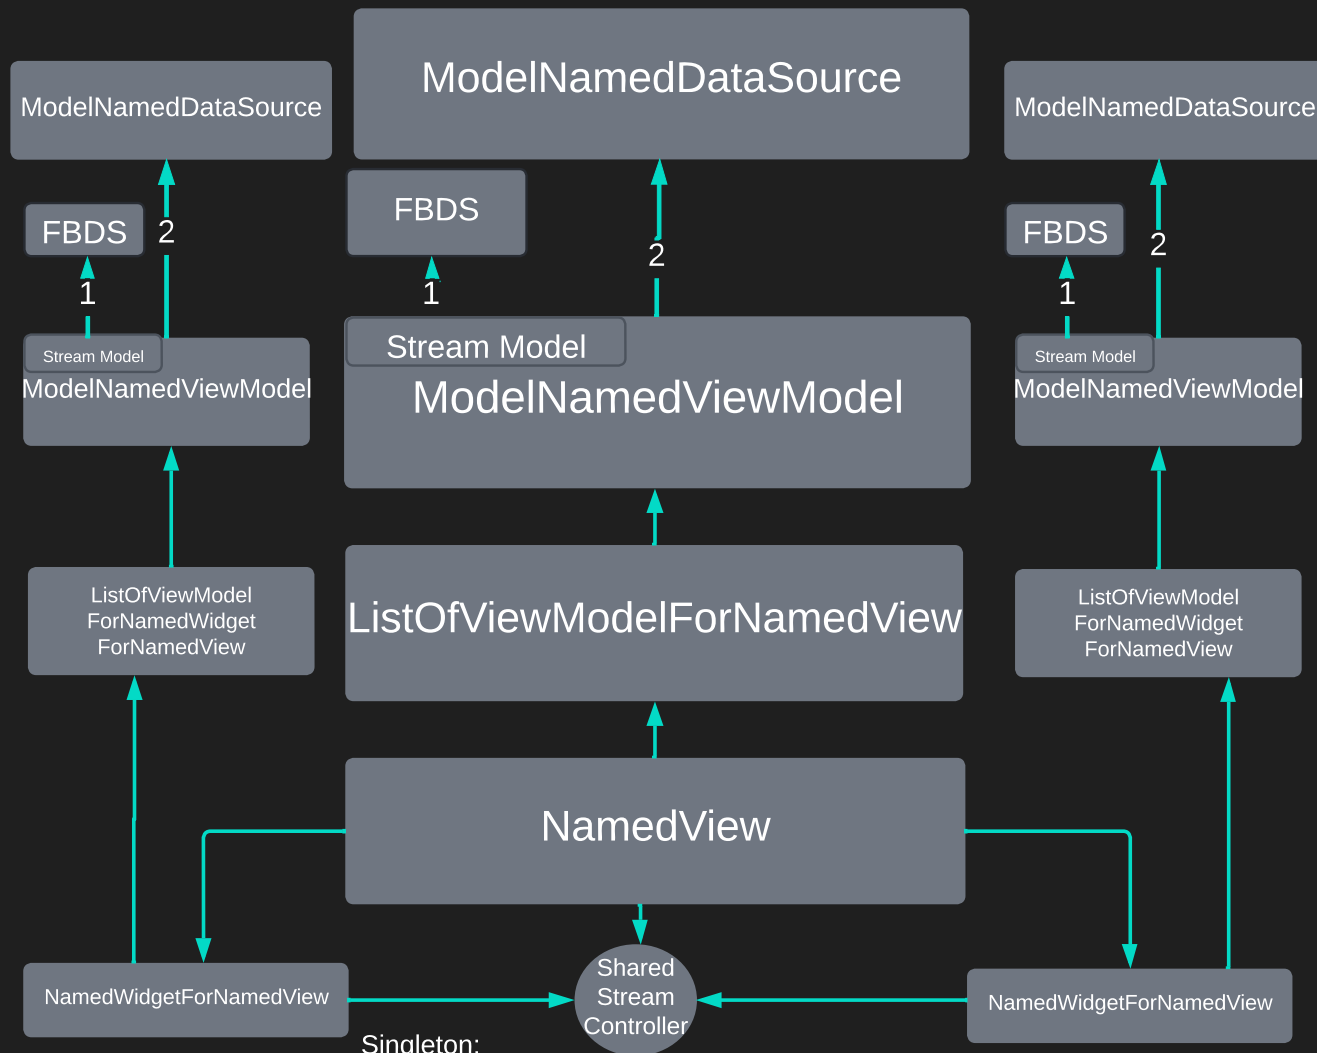 ModelNamedDataSource
ModelNamedDataSource
ModelNamedDataSource
FBDS
2
FBDS
2
FBDS
2
1
1
1
Stream Model
ModelNamedViewModel
Stream Model
ModelNamedViewModel
Stream Model
ModelNamedViewModel
ListOfViewModel
ForNamedWidget
ForNamedView
ListOfViewModelForNamedView
ListOfViewModel
ForNamedWidget
ForNamedView
NamedView
NamedWidgetForNamedView
Shared
Stream
Controller
NamedWidgetForNamedView
Singleton: